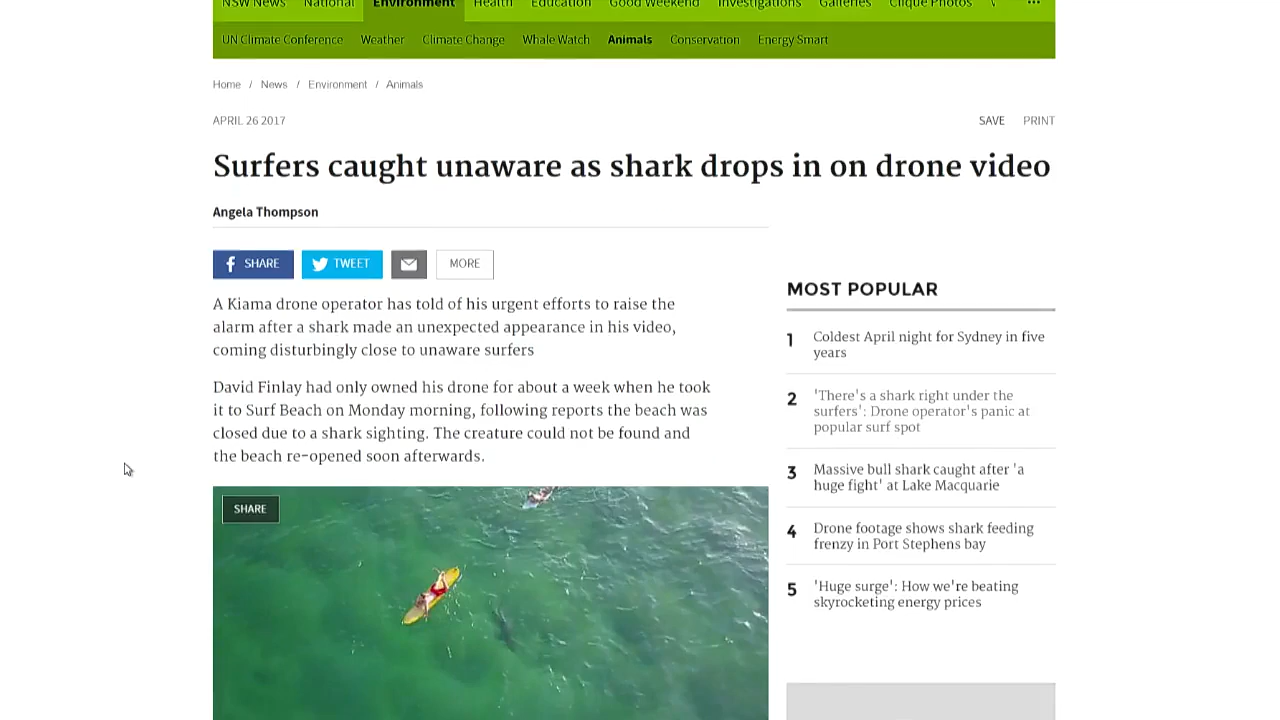 NSW News National Environment Health Education Good Weekend Investigations Galleries Clique Photos
UN Climate Conference Weather Climate Change Whale Watch Animals Conservation Energy Smart
Home / News / Environment / Animals
APRIL 26 2017
SAVE PRINT
Surfers caught unaware as shark drops in on drone video
Angela Thompson
SHARE TWEET MORE
A Kiama drone operator has told of his urgent efforts to raise the
alarm after a shark made an unexpected appearance in his video,
coming disturbingly close to unaware surfers
David Finlay had only owned his drone for about a week when he took
it to Surf Beach on Monday morning, following reports the beach was
closed due to a shark sighting. The creature could not be found and
the beach re-opened soon afterwards.
SHARE
MOST POPULAR
1 Coldest April night for Sydney in five
years
2 'There's a shark right under the
surfers': Drone operator's panic at
popular surf spot
3 Massive bull shark caught after 'a
huge fight' at Lake Macquarie
4 Drone footage shows shark feeding
frenzy in Port Stephens bay
5 'Huge surge': How we're beating
skyrocketing energy prices